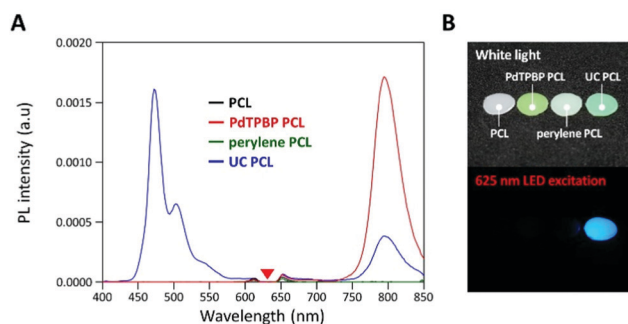 A
B
PL intensity (a.u)
0.0020
0.0015
0.0010
0.0005
0.0000
PCL
PdTPBP PCL
perylene PCL
UC PCL
400 450 500 550 600 650 700 750 800 850
Wavelength (nm)
White light
PdTPBP PCL UC PCL
PCL perylene PCL
625 nm LED excitation